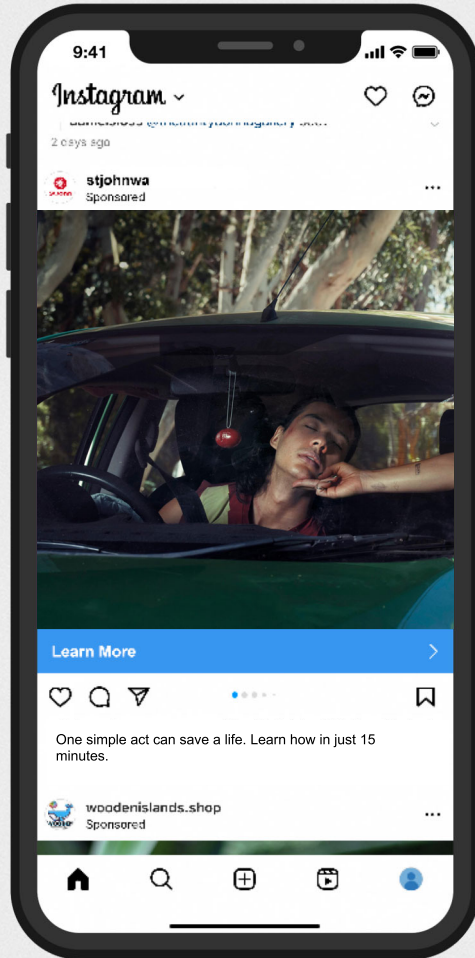 9:41
Instagram
2 days ago
stjohnwa
Sponsored
Learn More
One simple act can save a life. Learn how in just 15
minutes.
woodenislands.shop
Sponsored